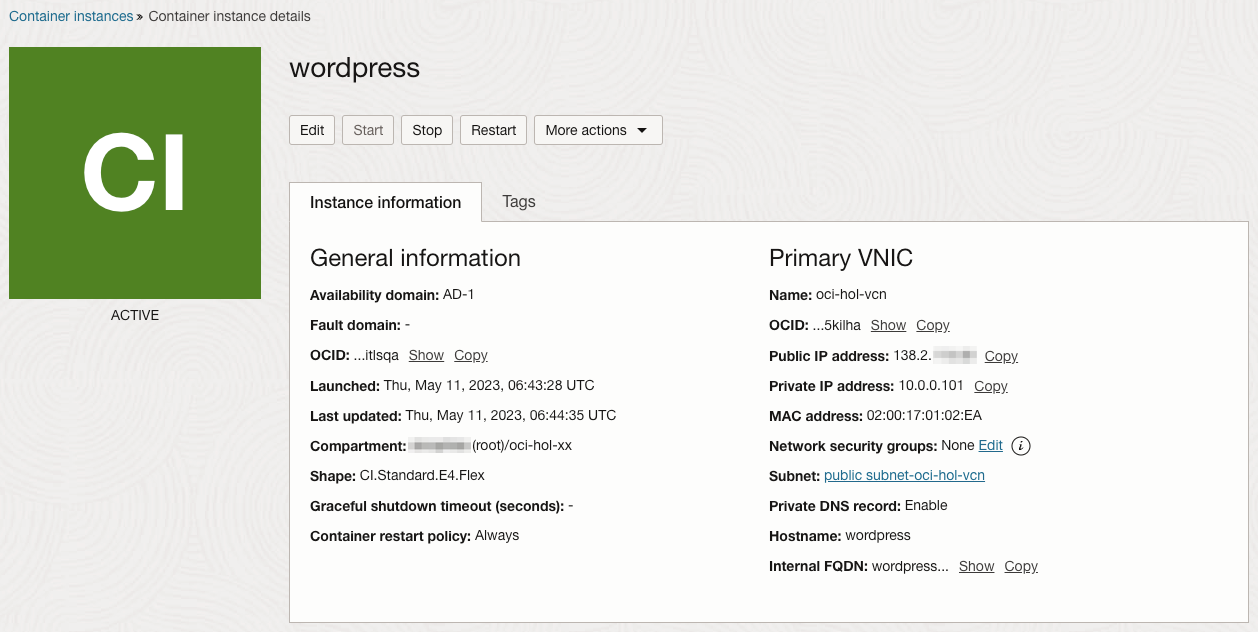 Container instances » Container instance details
CI
ACTIVE
wordpress
Edit Start Stop Restart More actions
Instance information Tags
General information
Availability domain: AD-1
Fault domain: -
OCID: ...itlsqa Show Copy
Launched: Thu, May 11, 2023, 06:43:28 UTC
Last updated: Thu, May 11, 2023, 06:44:35 UTC
Compartment: (root)/oci-hol-xx
Shape: CI.Standard.E4.Flex
Graceful shutdown timeout (seconds): -
Container restart policy: Always
Primary VNIC
Name: oci-hol-vcn
OCID: ...5kilha Show Copy
Public IP address: 138.2. Copy
Private IP address: 10.0.0.101 Copy
MAC address: 02:00:17:01:02:EA
Network security groups: None Edit i
Subnet: public subnet-oci-hol-vcn
Private DNS record: Enable
Hostname: wordpress
Internal FQDN: wordpress... Show Copy